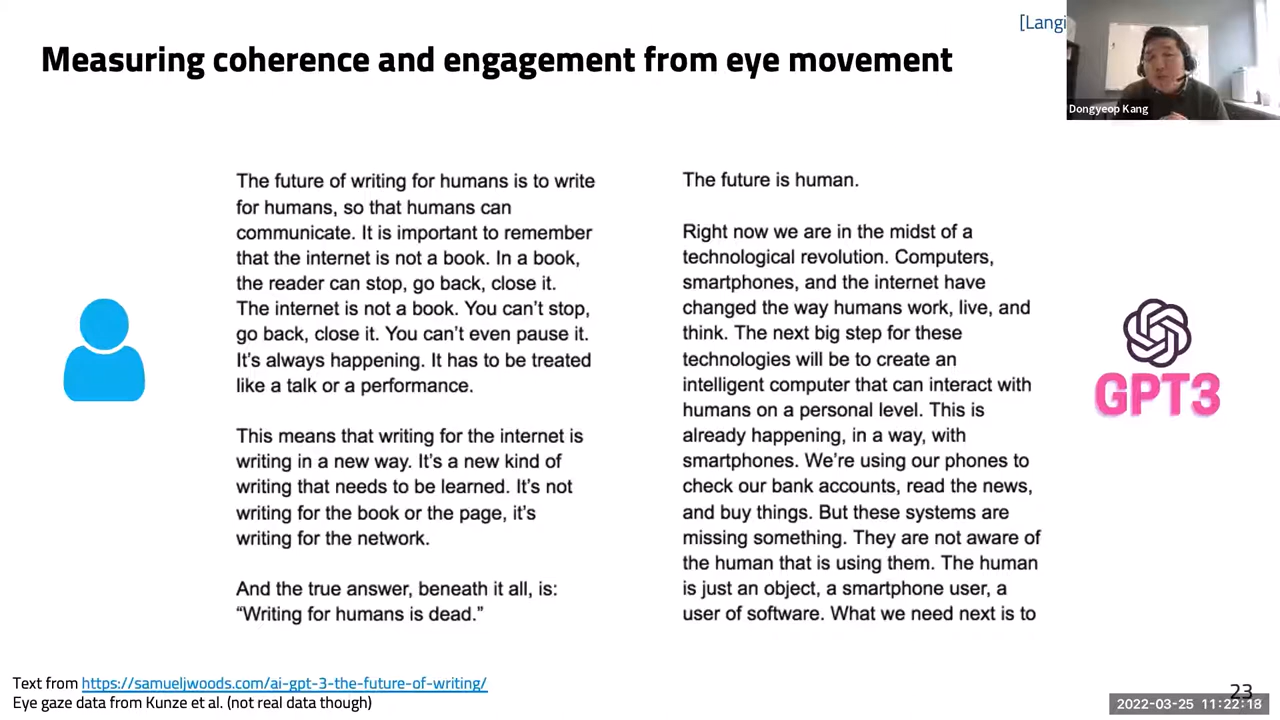 [Langi
Measuring coherence and engagement from eye movement
Dongyeop Kang
The future of writing for humans is to write
for humans, so that humans can
communicate. It is important to remember
that the internet is not a book. In a book,
the reader can stop, go back, close it.
The internet is not a book. You can't stop,
go back, close it. You can't even pause it.
It's always happening. It has to be treated
like a talk or a performance.
This means that writing for the internet is
writing in a new way. It's a new kind of
writing that needs to be learned. It's not
writing for the book or the page, it's
writing for the network.
And the true answer, beneath it all, is:
“Writing for humans is dead.”
The future is human.
Right now we are in the midst of a
technological revolution. Computers,
smartphones, and the internet have
changed the way humans work, live, and
think. The next big step for these
technologies will be to create an
intelligent computer that can interact with
humans on a personal level. This is
already happening, in a way, with
smartphones. We're using our phones to
check our bank accounts, read the news,
and buy things. But these systems are
missing something. They are not aware of
the human that is using them. The human
is just an object, a smartphone user, a
user of software. What we need next is to
GPT3
Text from https://samueljwoods.com/ai-gpt-3-the-future-of-writing/
Eye gaze data from Kunze et al. (not real data though)
23
2022-03-25 11:22:18